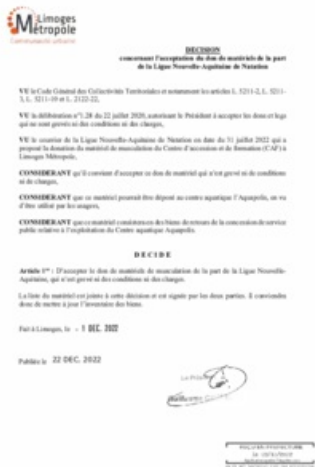 Limoges
Métropole
Communauté urbaine
DECISION
concernant l'acceptation du don de matériels de la part
de la Ligue Nouvelle-Aquitaine de Natation
VU le Code Général des Collectivités Territoriales et notamment les articles L. 5211-2, L. 5211-
3, L. 5211-10 et L. 2122-22,
VU la délibération n°1.28 du 22 juillet 2020, autorisant le Président à accepter les dons et legs
qui ne sont grevés ni des conditions ni des charges,
VU le courrier de la Ligue Nouvelle-Aquitaine de Natation en date du 31 juillet 2022 qui a
proposé la donation du matériel de musculation du Centre d'accession et de formation (CAF) à
Limoges Métropole,
CONSIDERANT qu'il convient d'accepter ce don de matériel qui n'est grevé ni de conditions
ni de charges,
CONSIDERANT que ce matériel pourrait être déposé au centre aquatique l'Aquapolis, en vue
d'être utilisé par les usagers,
CONSIDERANT que ce matériel consistera en des biens de retours de la concession de service
public relative à l'exploitation du Centre aquatique Aquapolis.
DECIDE
Article 1er : D'accepter le don de matériels de musculation de la part de la Ligue Nouvelle-
Aquitaine, qui n'est grevé ni des conditions ni des charges.
La liste du matériel est jointe à cette décision et est signée par les deux parties. Il conviendra
donc de mettre à jour l'inventaire des biens.
Fait à Limoges, le - 1 DEC. 2022
Publiée le 22 DEC. 2022
Le Président